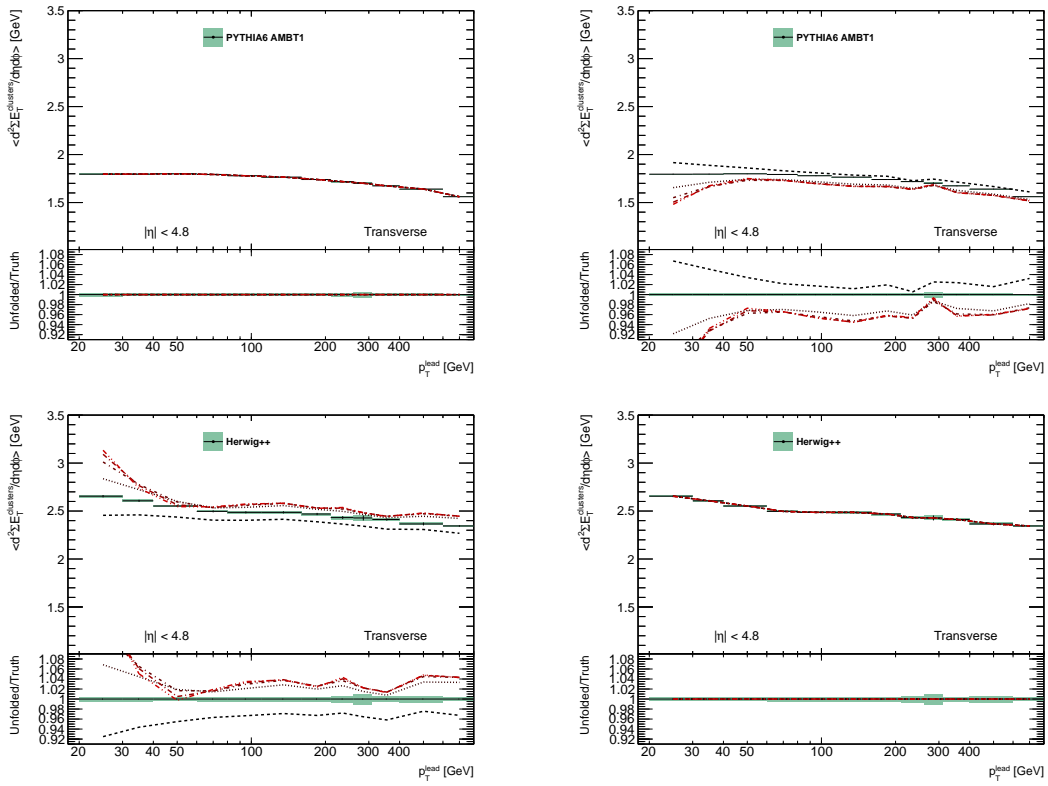 <d²ΣE_T^clusters/dηdϕ> [GeV]
3.5
3
2.5
2
1.5
PYTHIA6 AMBT1
|η| < 4.8
Transverse
Unfolded/Truth
1.08
1.06
1.04
1.02
1
0.98
0.96
0.94
0.92
20 30 40 50 100 200 300 400
p_T^lead [GeV]
<d²ΣE_T^clusters/dηdϕ> [GeV]
3.5
3
2.5
2
1.5
PYTHIA6 AMBT1
|η| < 4.8
Transverse
Unfolded/Truth
1.08
1.06
1.04
1.02
1
0.98
0.96
0.94
0.92
20 30 40 50 100 200 300 400
p_T^lead [GeV]
<d²ΣE_T^clusters/dηdϕ> [GeV]
3.5
3
2.5
2
1.5
Herwig++
|η| < 4.8
Transverse
Unfolded/Truth
1.08
1.06
1.04
1.02
1
0.98
0.96
0.94
0.92
20 30 40 50 100 200 300 400
p_T^lead [GeV]
<d²ΣE_T^clusters/dηdϕ> [GeV]
3.5
3
2.5
2
1.5
Herwig++
|η| < 4.8
Transverse
Unfolded/Truth
1.08
1.06
1.04
1.02
1
0.98
0.96
0.94
0.92
20 30 40 50 100 200 300 400
p_T^lead [GeV]